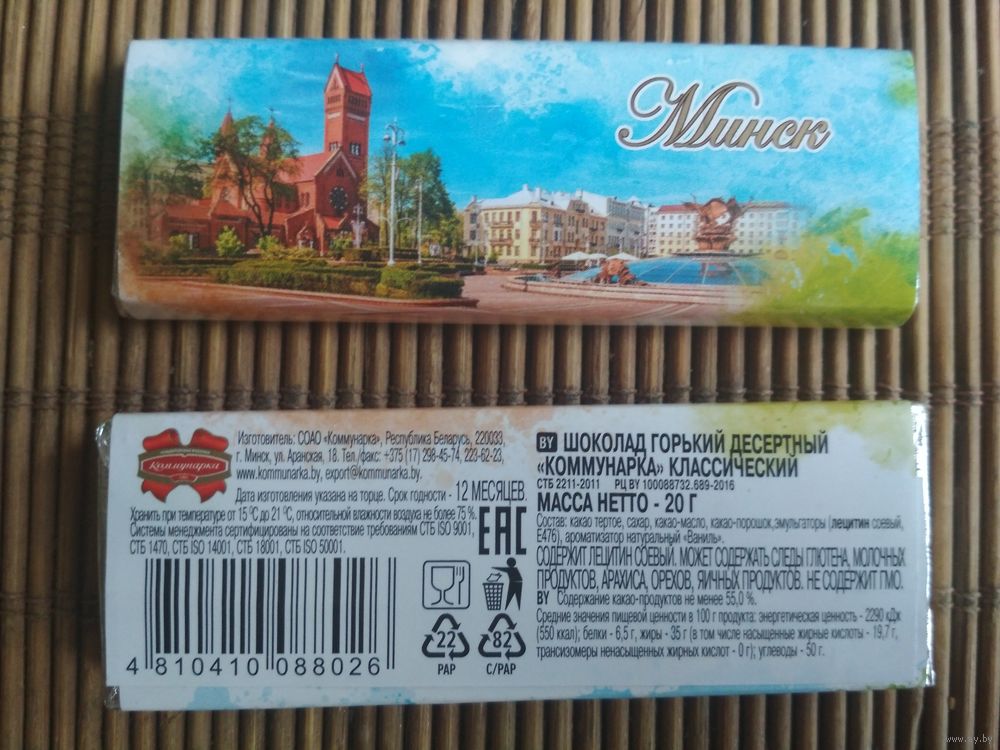 Минск
Коммунарка
Изготовитель: СОАО «Коммунарка», Республика Беларусь, 220033,
г. Минск, ул. Аранская, 18. Тел./факс: +375 (17) 298-45-74, 223-62-23,
www.kommunarka.by, export@kommunarka.by.
Дата изготовления указана на торце. Срок годности - 12 МЕСЯЦЕВ.
Хранить при температуре от 15 °С до 21 °С, относительной влажности воздуха не более 75 %.
Системы менеджмента сертифицированы на соответствие требованиям СТБ ISO 9001,
СТБ 1470, СТБ ISO 14001, СТБ 18001, СТБ ISO 50001.
EAC
22
PAP
82
C/PAP
4 810410 088026
BY ШОКОЛАД ГОРЬКИЙ ДЕСЕРТНЫЙ
«КОММУНАРКА» КЛАССИЧЕСКИЙ
СТБ 2211-2011 РЦ BY 100088732.689-2016
МАССА НЕТТО - 20 Г
Состав: какао тертое, сахар, какао-масло, какао-порошок,эмульгаторы (лецитин соевый,
Е476), ароматизатор натуральный «Ваниль».
СОДЕРЖИТ ЛЕЦИТИН СОЕВЫЙ. МОЖЕТ СОДЕРЖАТЬ СЛЕДЫ ГЛЮТЕНА, МОЛОЧНЫХ
ПРОДУКТОВ, АРАХИСА, ОРЕХОВ, ЯИЧНЫХ ПРОДУКТОВ. НЕ СОДЕРЖИТ ГМО.
BY Содержание какао-продуктов не менее 55,0 %.
Средние значения пищевой ценности в 100 г продукта: энергетическая ценность - 2290 кДж
(550 ккал); белки - 6,5 г, жиры - 35 г (в том числе насыщенные жирные кислоты - 19,7 г,
трансизомеры ненасыщенных жирных кислот - 0 г); углеводы - 50 г.
www.ay.by